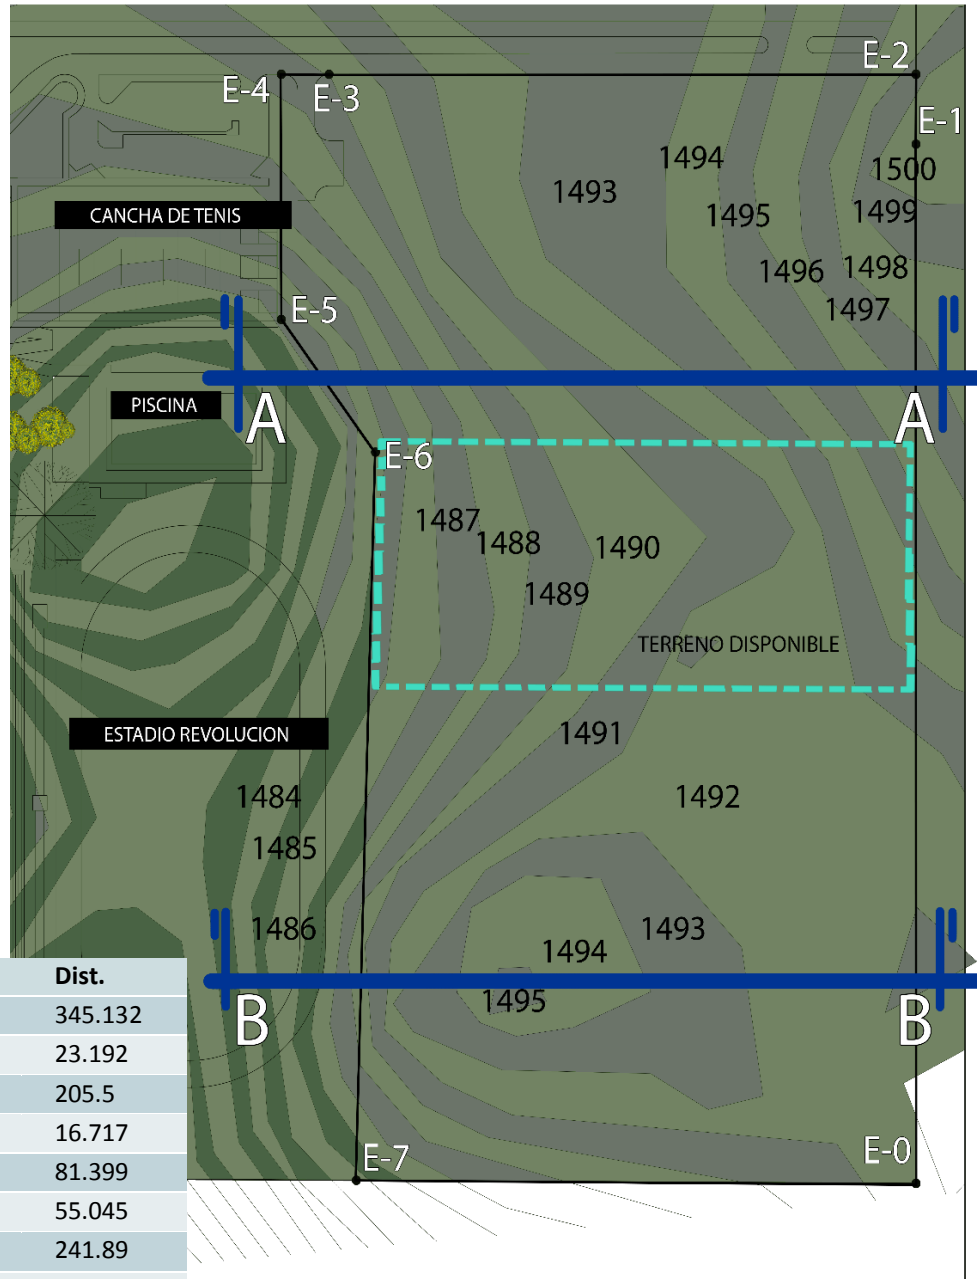 E-2
E-4
E-3
E-1
1494
1500
1493
CANCHA DE TENIS
1495
1499
1496
1498
E-5
1497
PISCINA
A
A
E-6
1487
1488
1490
1489
TERRENO DISPONIBLE
ESTADIO REVOLUCION
1491
1484
1492
1485
1486
1493
1494
Dist.
1495
345.132
B
B
23.192
205.5
16.717
E-7
E-0
81.399
55.045
241.89